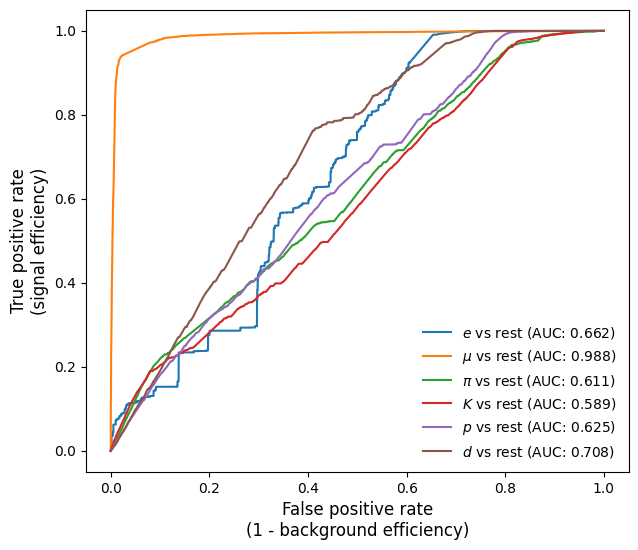 1.0
0.8
0.6
0.4
0.2
0.0
True positive rate
(signal efficiency)
e vs rest (AUC: 0.662)
μ vs rest (AUC: 0.988)
π vs rest (AUC: 0.611)
K vs rest (AUC: 0.589)
p vs rest (AUC: 0.625)
d vs rest (AUC: 0.708)
0.0 0.2 0.4 0.6 0.8 1.0
False positive rate
(1 - background efficiency)